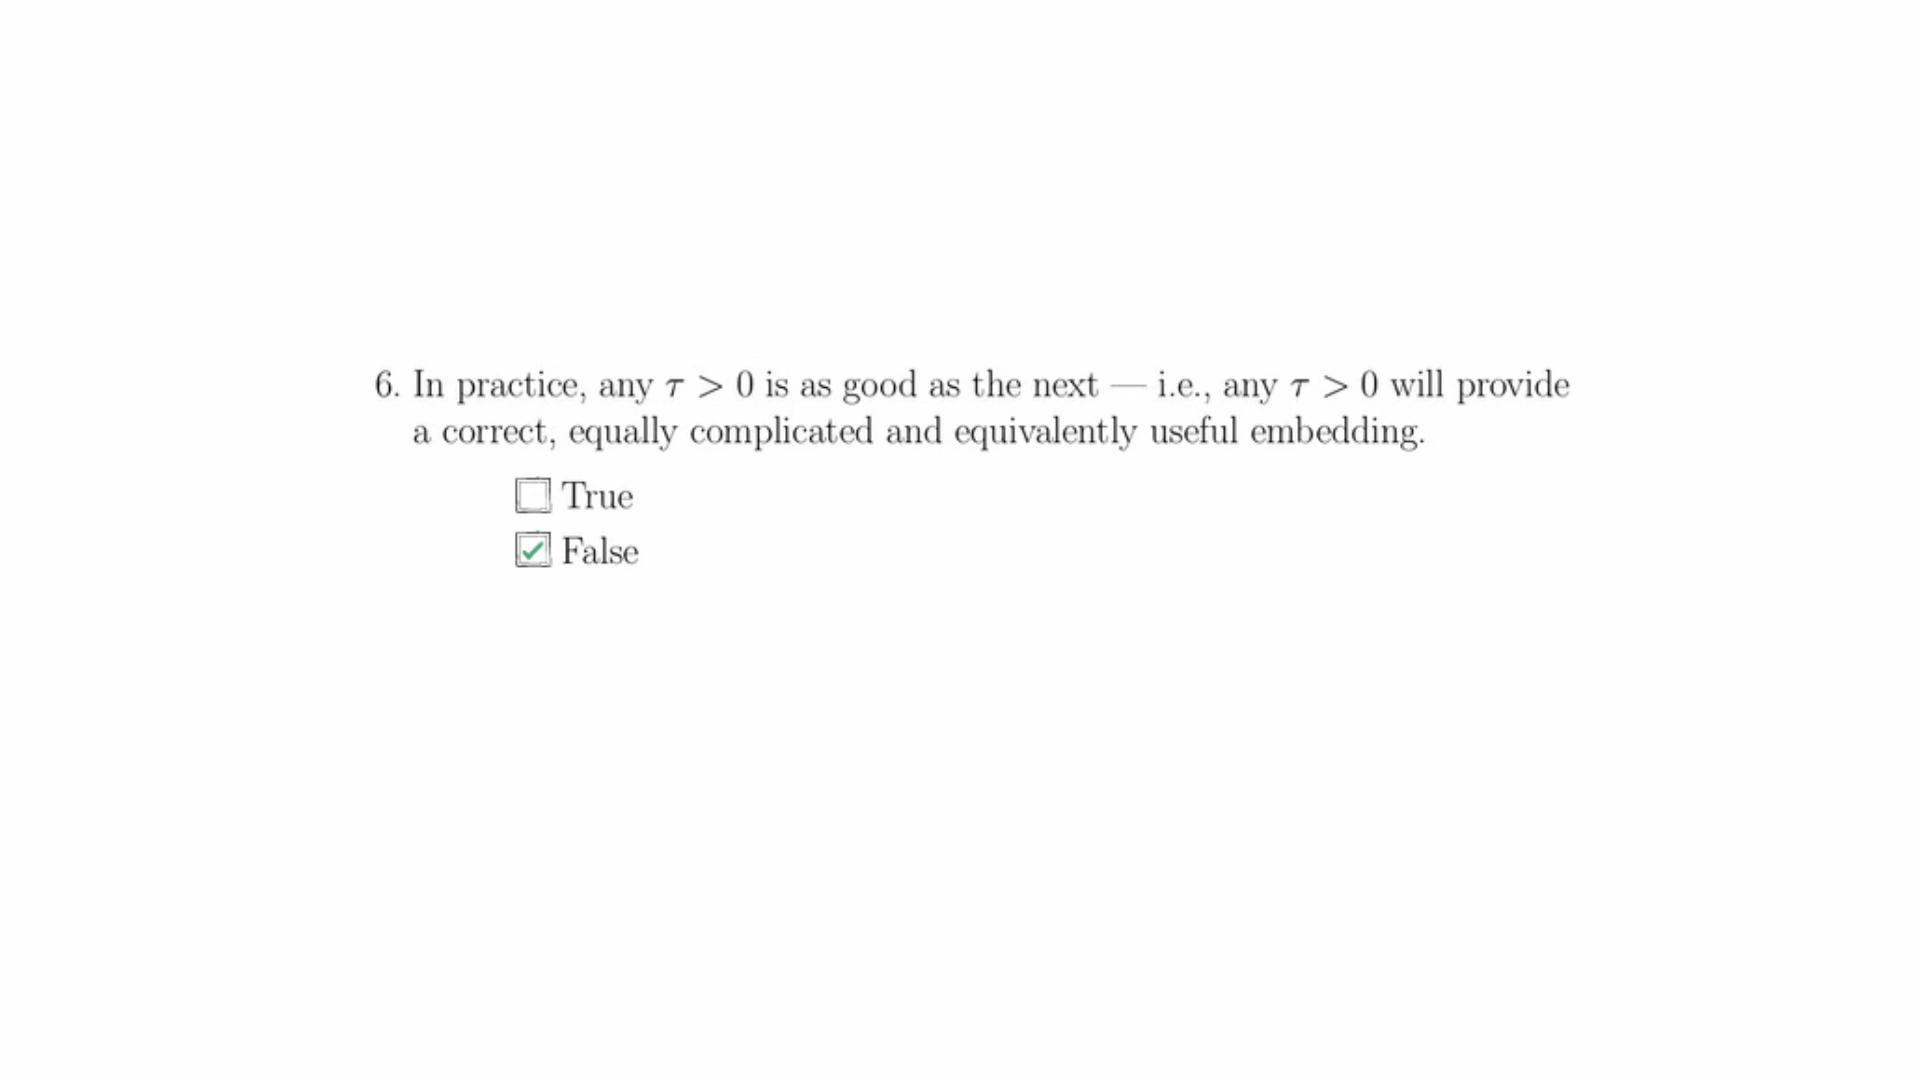 6. In practice, any τ > 0 is as good as the next — i.e., any τ > 0 will provide
a correct, equally complicated and equivalently useful embedding.
True
False